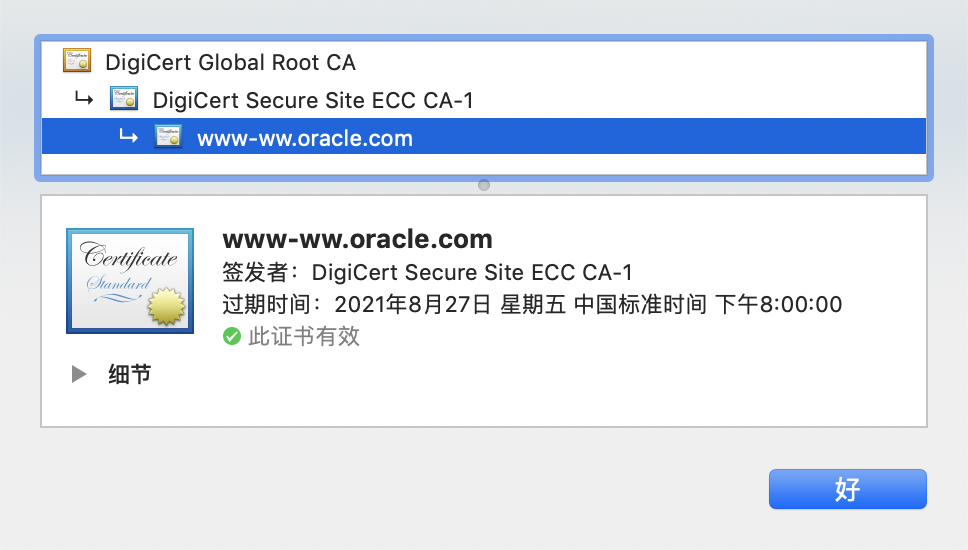 DigiCert Global Root CA
DigiCert Secure Site ECC CA-1
www-ww.oracle.com
Certificate
Standard
www-ww.oracle.com
签发者：DigiCert Secure Site ECC CA-1
过期时间：2021年8月27日 星期五 中国标准时间 下午8:00:00
此证书有效
细节
好